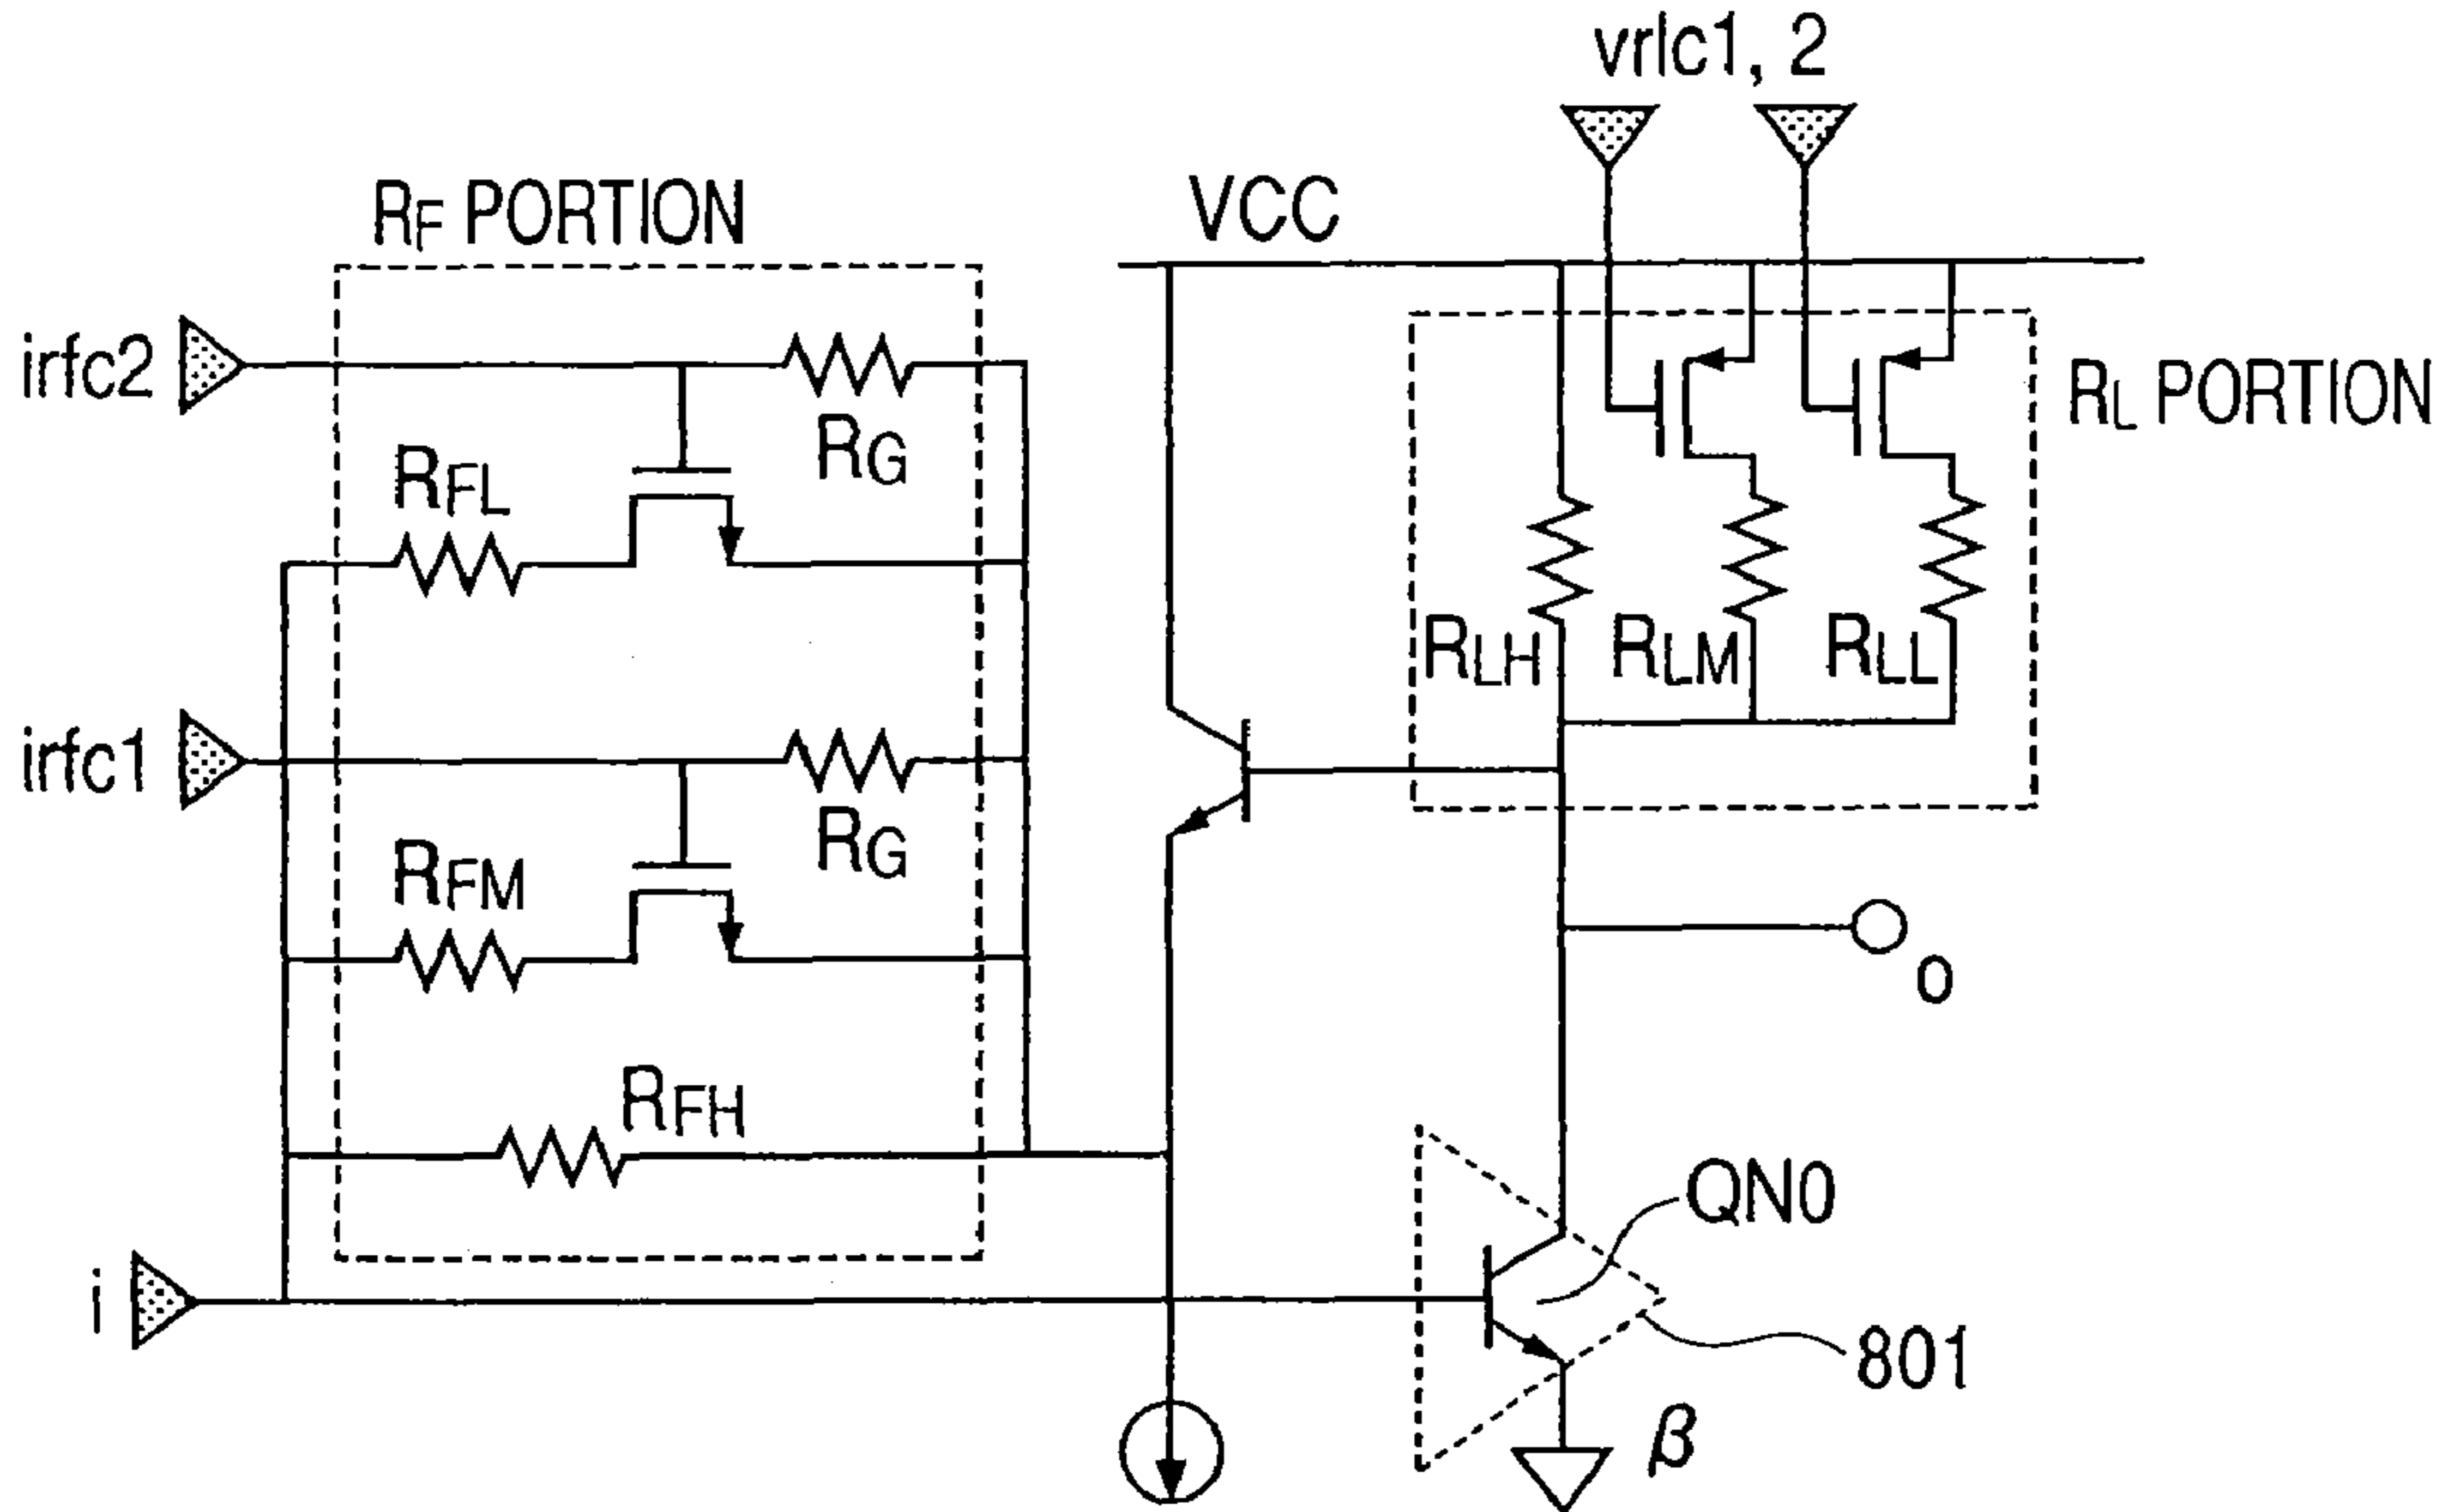 vrlc1, 2
RF PORTION
VCC
irfc2
RG
RL PORTION
RFL
RLH
RLM
RLL
irfc1
RG
RFM
o
RFH
QN0
i
801
β